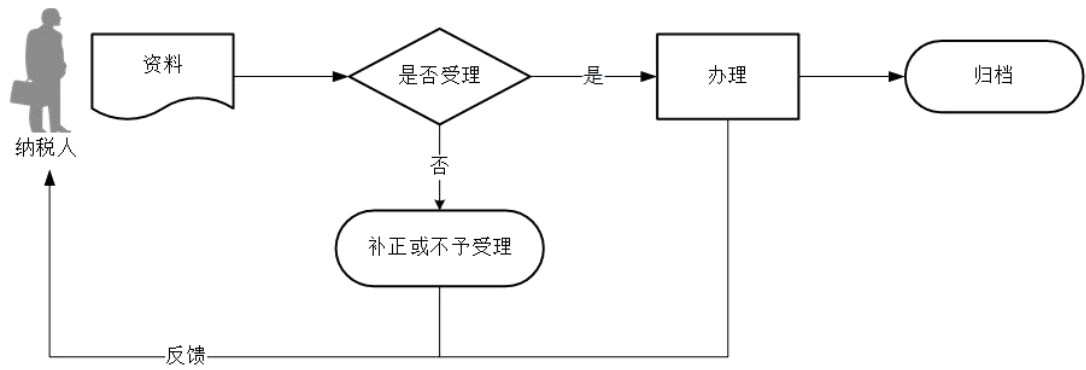 资料
是否受理
是
办理
归档
纳税人
否
补正或不予受理
反馈